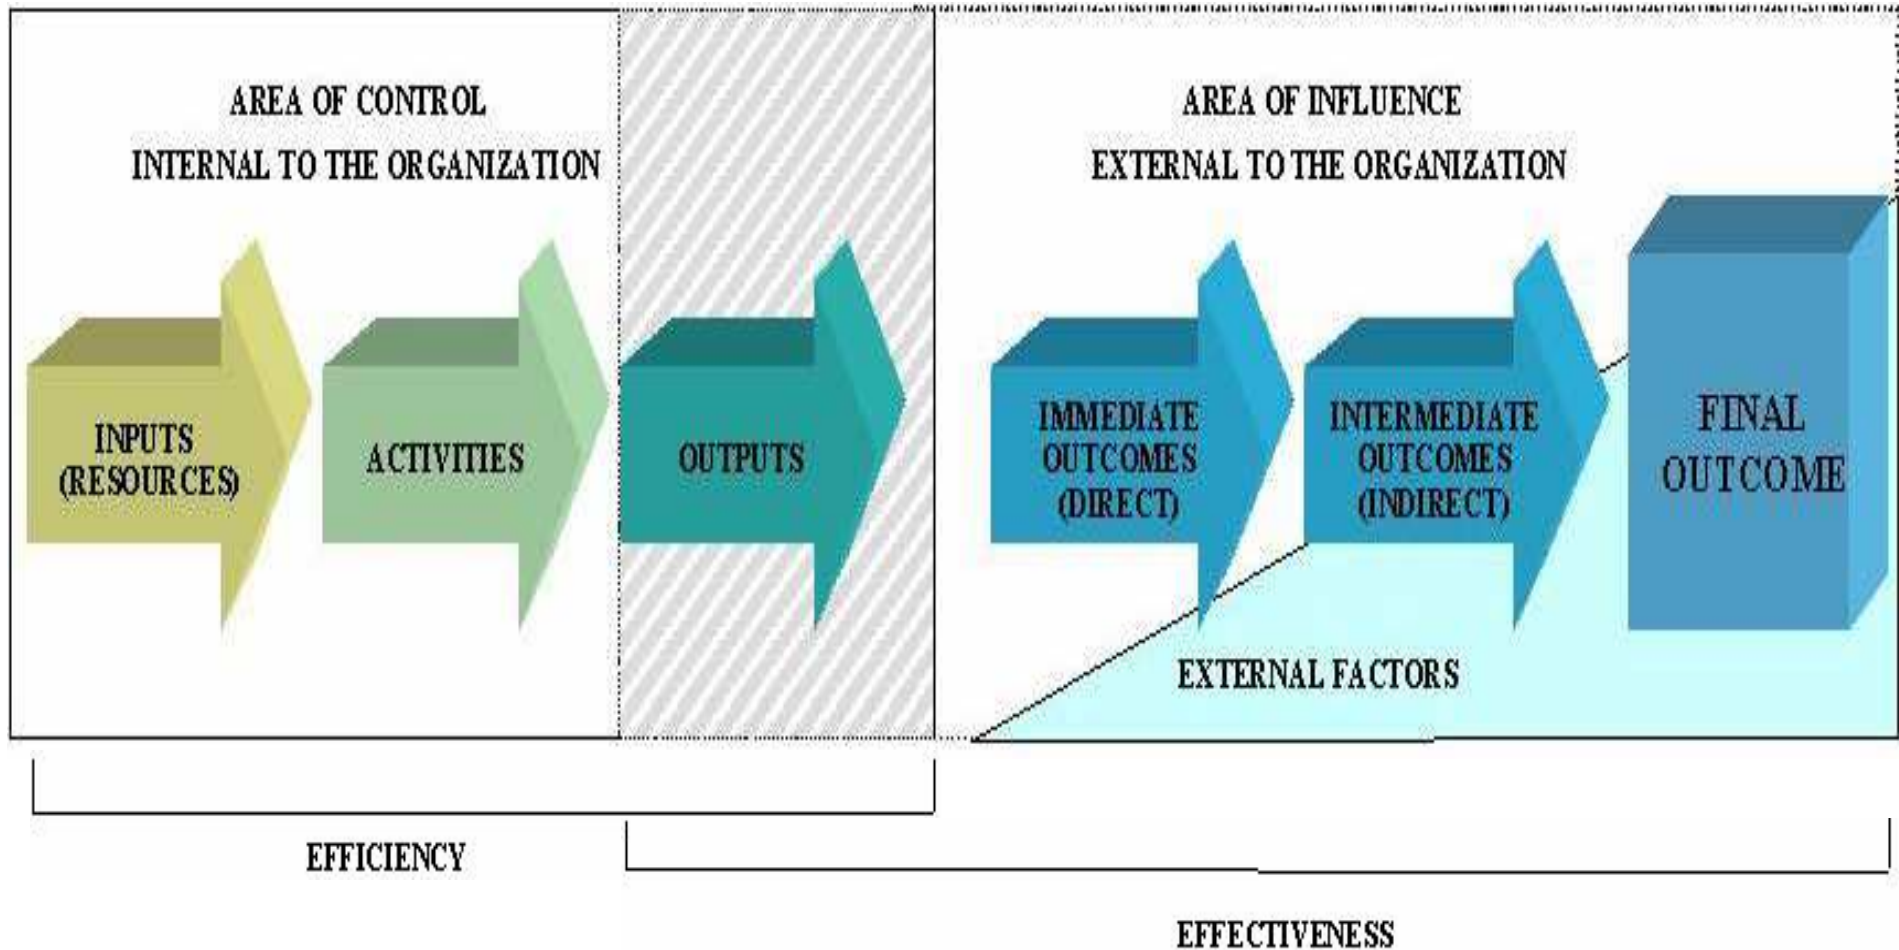 AREA OF CONTROL
INTERNAL TO THE ORGANIZATION
AREA OF INFLUENCE
EXTERNAL TO THE ORGANIZATION
INPUTS
(RESOURCES)
ACTIVITIES
OUTPUTS
IMMEDIATE
OUTCOMES
(DIRECT)
INTERMEDIATE
OUTCOMES
(INDIRECT)
FINAL
OUTCOME
EXTERNAL FACTORS
EFFICIENCY
EFFECTIVENESS